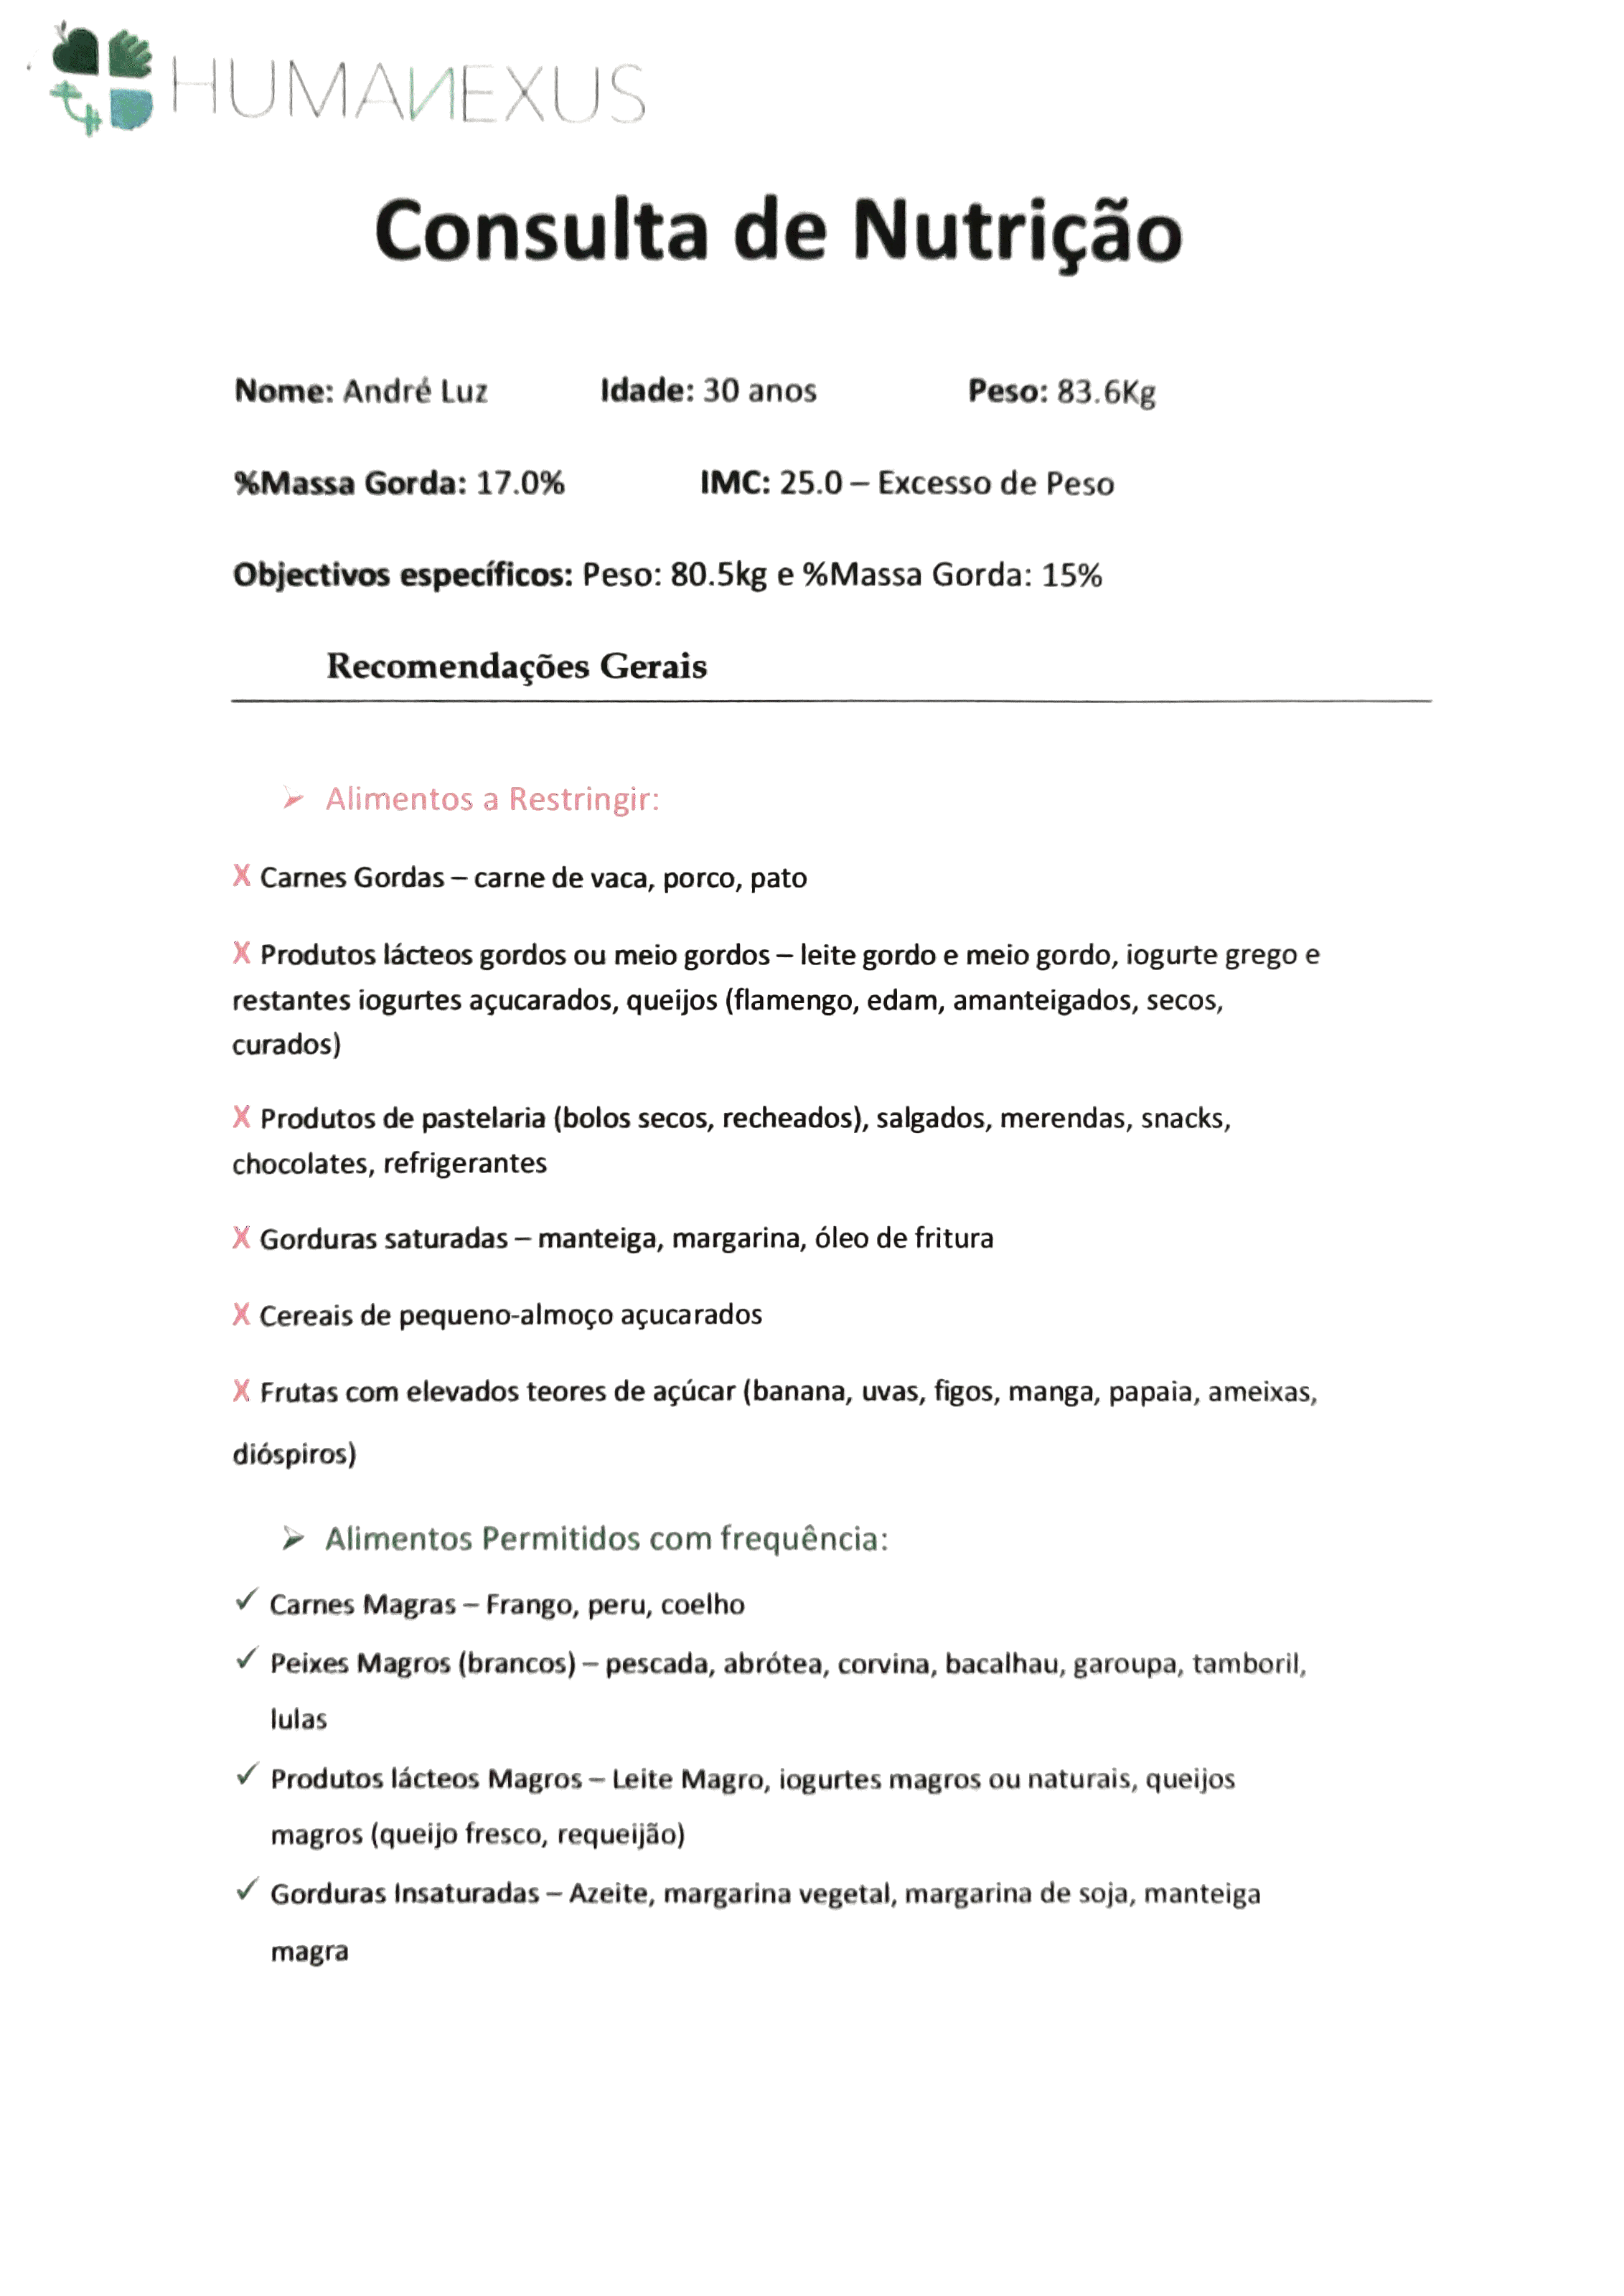 HUMANEXUS
Consulta de Nutrição
Nome: André Luz Idade: 30 anos Peso: 83.6Kg
%Massa Gorda: 17.0% IMC: 25.0 – Excesso de Peso
Objectivos específicos: Peso: 80.5kg e %Massa Gorda: 15%
Recomendações Gerais
➢ Alimentos a Restringir:
X Carnes Gordas – carne de vaca, porco, pato
X Produtos lácteos gordos ou meio gordos – leite gordo e meio gordo, iogurte grego e
restantes iogurtes açucarados, queijos (flamengo, edam, amanteigados, secos,
curados)
X Produtos de pastelaria (bolos secos, recheados), salgados, merendas, snacks,
chocolates, refrigerantes
X Gorduras saturadas – manteiga, margarina, óleo de fritura
X Cereais de pequeno-almoço açucarados
X Frutas com elevados teores de açúcar (banana, uvas, figos, manga, papaia, ameixas,
dióspiros)
➢ Alimentos Permitidos com frequência:
✓ Carnes Magras – Frango, peru, coelho
✓ Peixes Magros (brancos) – pescada, abrótea, corvina, bacalhau, garoupa, tamboril,
lulas
✓ Produtos lácteos Magros – Leite Magro, iogurtes magros ou naturais, queijos
magros (queijo fresco, requeijão)
✓ Gorduras Insaturadas – Azeite, margarina vegetal, margarina de soja, manteiga
magra